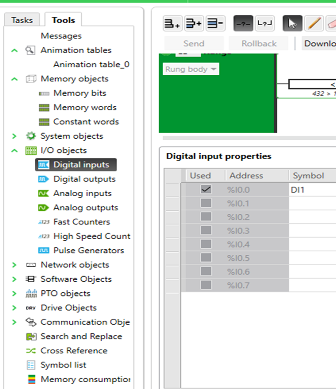 Tasks
Tools
Messages
Animation tables
Animation table_0
Memory objects
Memory bits
Memory words
Constant words
System objects
I/O objects
Digital inputs
Digital outputs
Analog inputs
Analog outputs
Fast Counters
High Speed Count
Pulse Generators
Network objects
Software Objects
PTO objects
Drive Objects
Communication Obje
Search and Replace
Cross Reference
Symbol list
Memory consumption
Send
Rollback
Downlo
Rung body
432 × 1
Digital input properties
Used Address Symbol
%I0.0 DI1
%I0.1
%I0.2
%I0.3
%I0.4
%I0.5
%I0.6
%I0.7